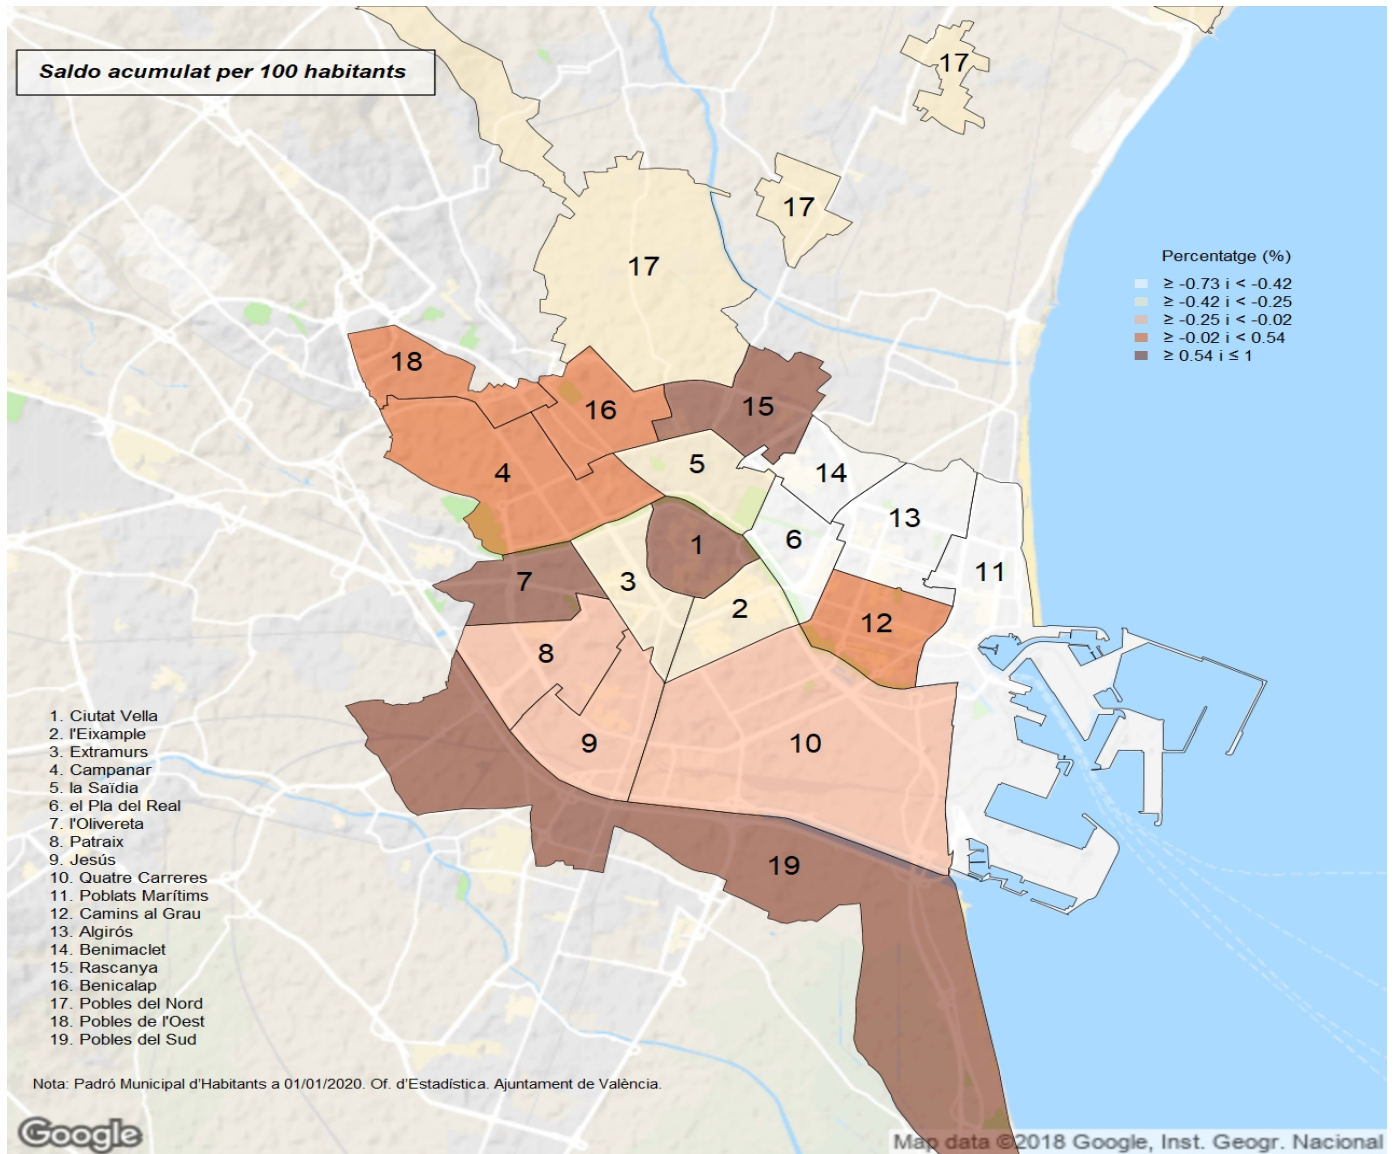 Saldo acumulat per 100 habitants
17
17
17
Percentatge (%)
≥ -0.73 i < -0.42
≥ -0.42 i < -0.25
≥ -0.25 i < -0.02
≥ -0.02 i < 0.54
≥ 0.54 i ≤ 1
18
16
15
4
5
14
13
1
6
11
7
3
2
12
8
9
10
19
1. Ciutat Vella
2. l'Eixample
3. Extramurs
4. Campanar
5. la Saïdia
6. el Pla del Real
7. l'Olivereta
8. Patraix
9. Jesús
10. Quatre Carreres
11. Poblats Marítims
12. Camins al Grau
13. Algirós
14. Benimaclet
15. Rascanya
16. Benicalap
17. Pobles del Nord
18. Pobles de l'Oest
19. Pobles del Sud
Nota: Padró Municipal d'Habitants a 01/01/2020. Of. d'Estadística. Ajuntament de València.
Google
Map data ©2018 Google, Inst. Geogr. Nacional